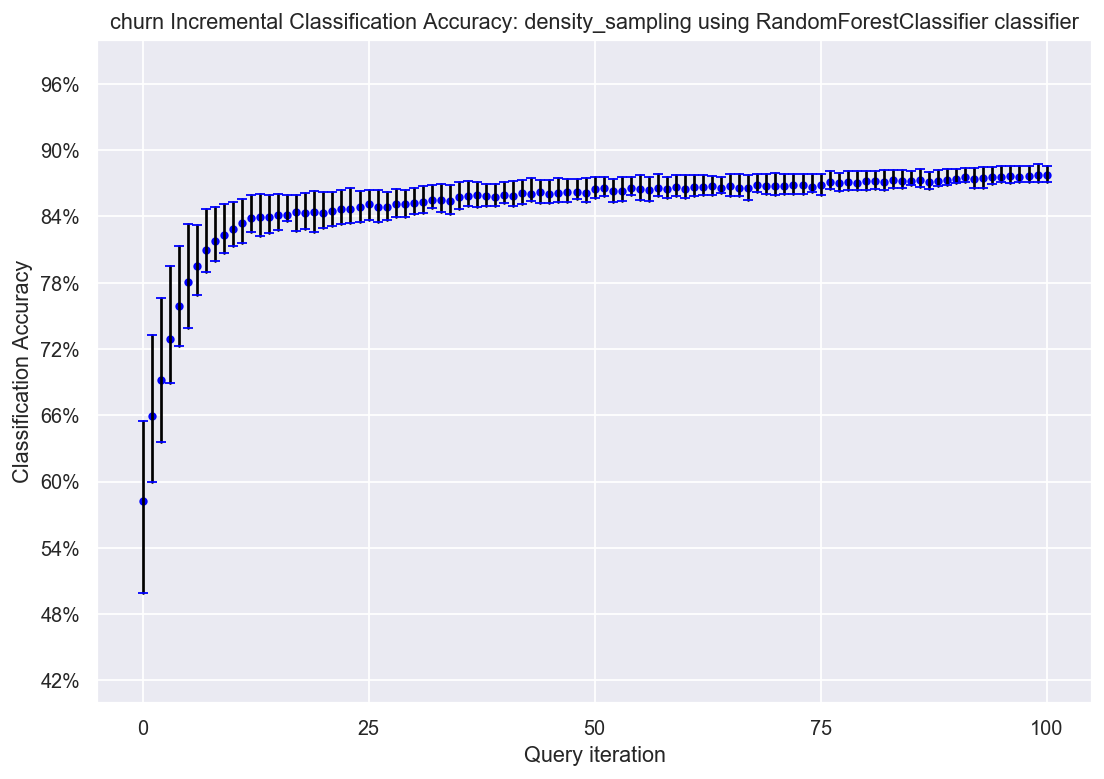 churn Incremental Classification Accuracy: density_sampling using RandomForestClassifier classifier
96%
90%
84%
78%
72%
66%
60%
54%
48%
42%
Classification Accuracy
0 25 50 75 100
Query iteration